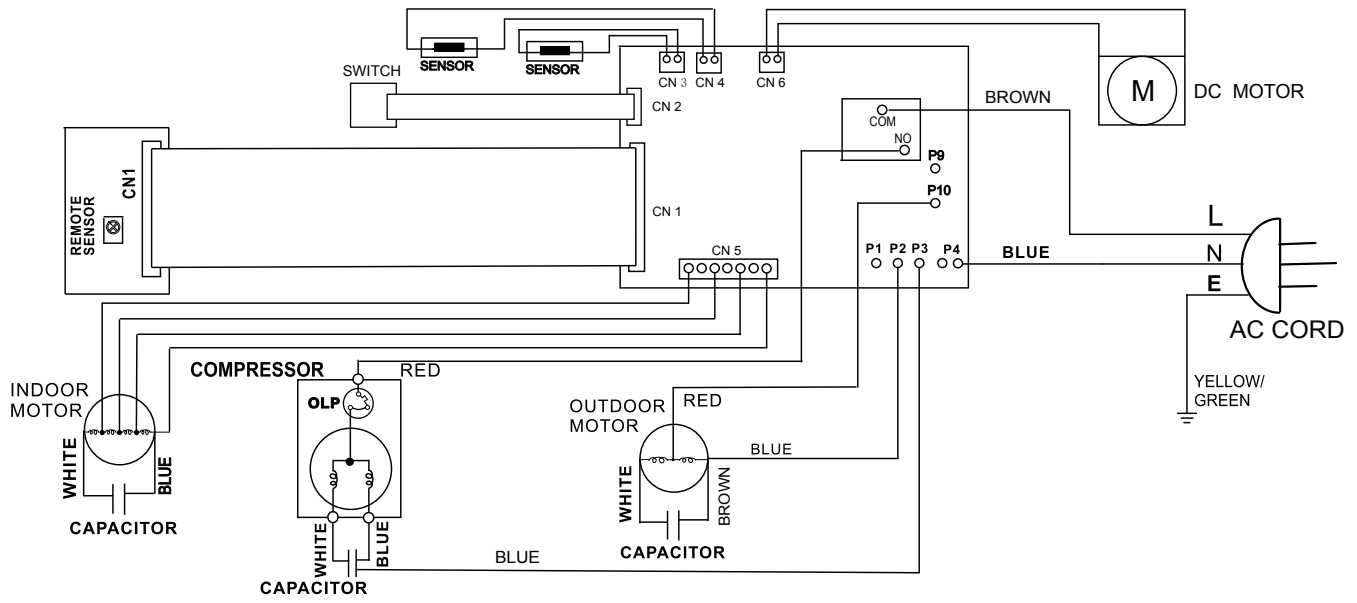 SENSOR
SENSOR
SWITCH
CN 3
CN 4
CN 6
CN 2
BROWN
M
DC MOTOR
COM
NO
P9
P10
CN1
REMOTE
SENSOR
CN 1
CN 5
P1
P2
P3
P4
BLUE
L
N
E
AC CORD
YELLOW/
GREEN
COMPRESSOR
RED
OLP
INDOOR
MOTOR
WHITE
BLUE
CAPACITOR
OUTDOOR
MOTOR
RED
BLUE
WHITE
BROWN
CAPACITOR
WHITE
BLUE
BLUE
CAPACITOR